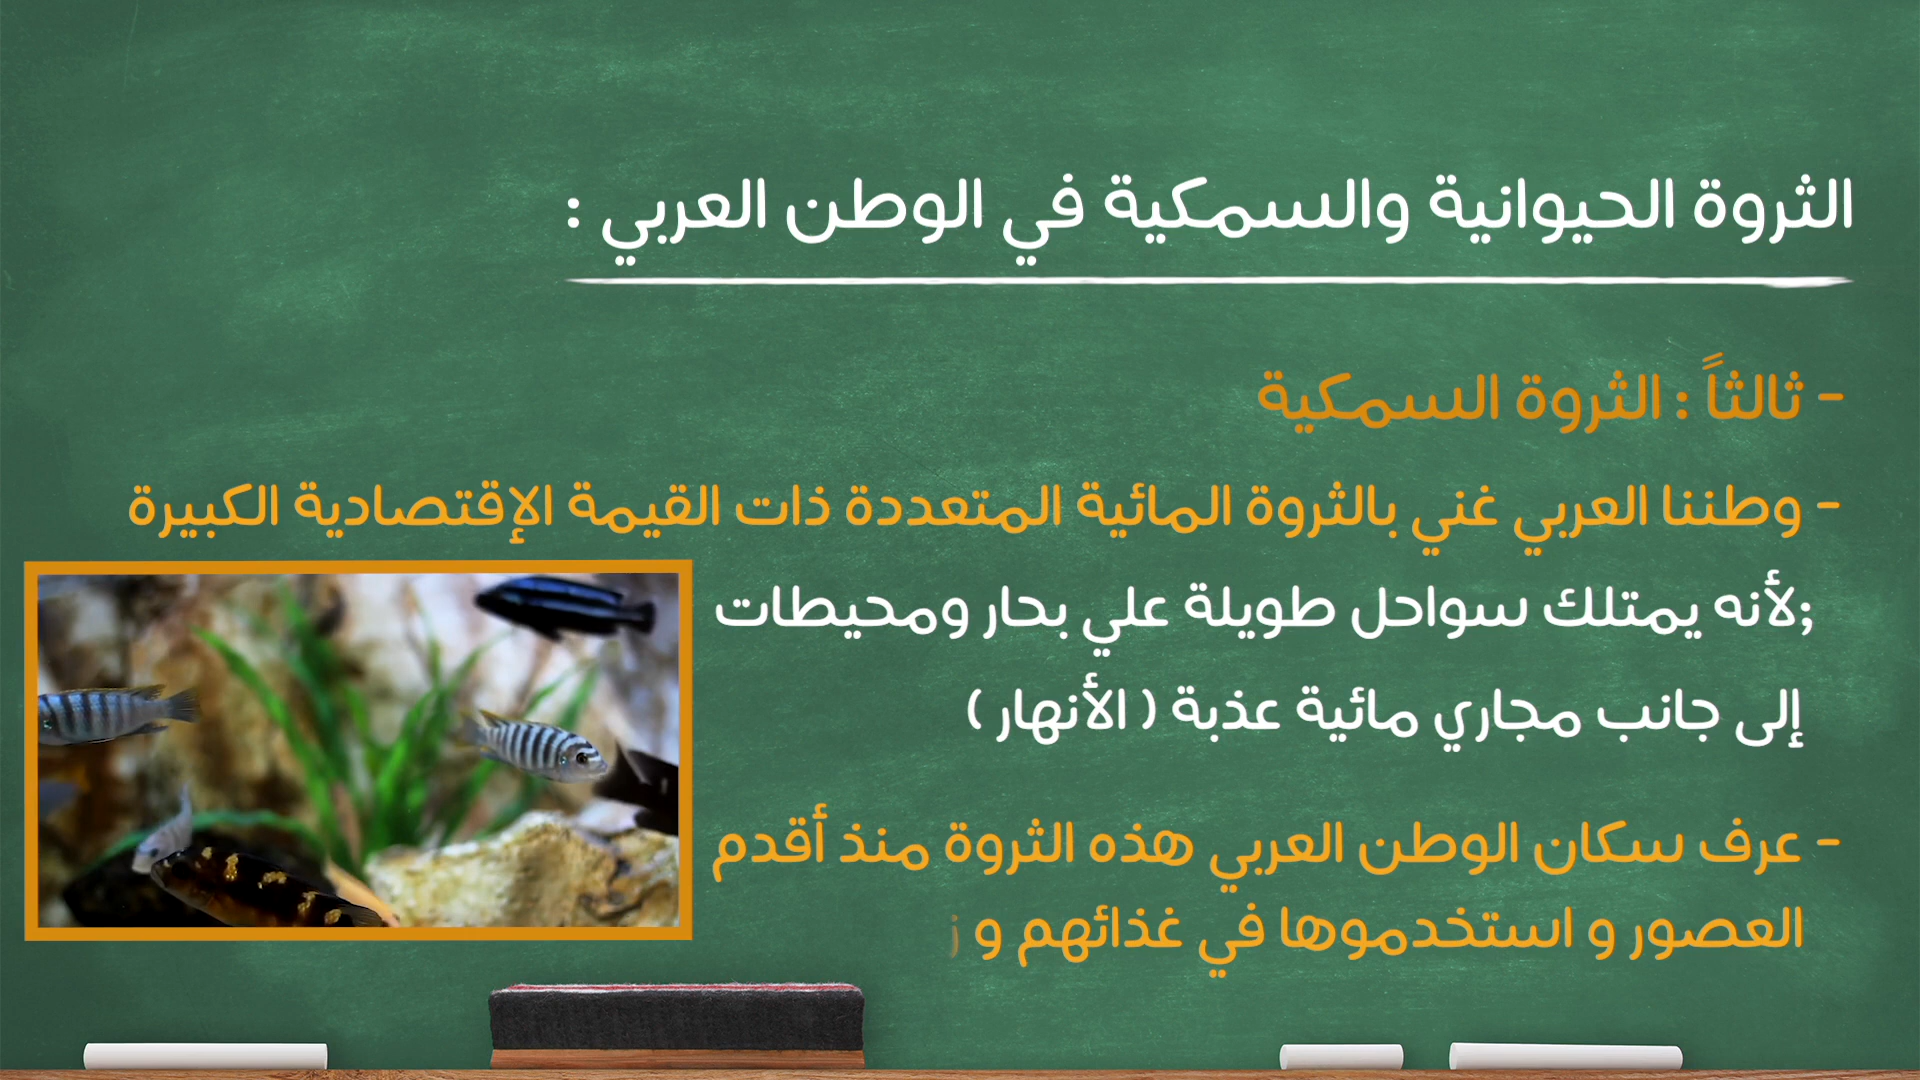 الثروة الحيوانية والسمكية في الوطن العربي :
- ثالثاً : الثروة السمكية
- وطننا العربي غني بالثروة المائية المتعددة ذات القيمة الإقتصادية الكبيرة
;لأنه يمتلك سواحل طويلة علي بحار ومحيطات
إلى جانب مجاري مائية عذبة ( الأنهار )
- عرف سكان الوطن العربي هذه الثروة منذ أقدم
العصور و استخدموها في غذائهم و